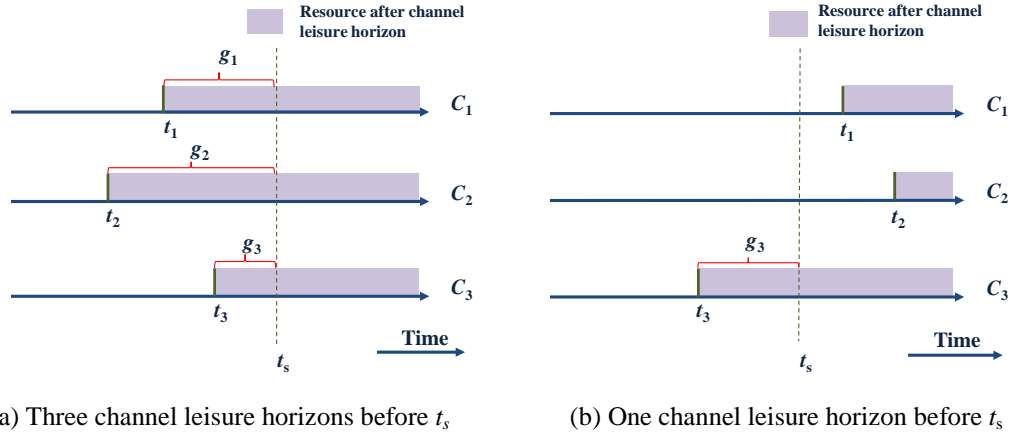 Resource after channel
leisure horizon
g1
C1
t1
g2
C2
t2
g3
C3
t3
Time
ts
a) Three channel leisure horizons before ts
Resource after channel
leisure horizon
C1
t1
C2
t2
g3
C3
t3
Time
ts
(b) One channel leisure horizon before ts